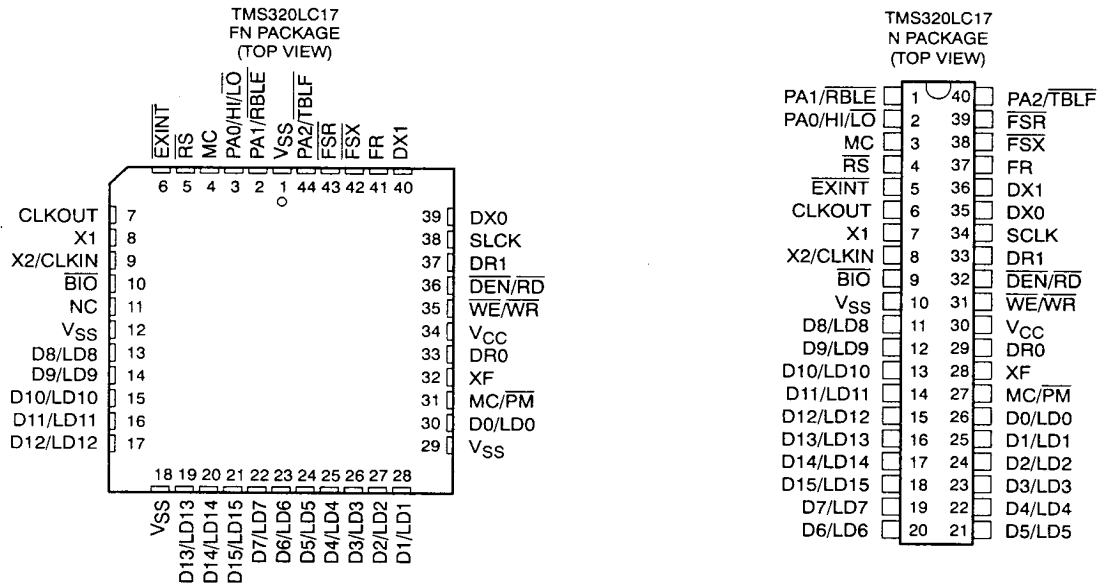 TMS320LC17
FN PACKAGE
(TOP VIEW)
EXINT
RS
MC
PA0/HI/LO
PA1/RBLE
VSS
PA2/TBLF
FSR
FSX
FR
DX1
6 5 4 3 2 1 44 43 42 41 40
CLKOUT 7
X1 8
X2/CLKIN 9
BIO 10
NC 11
VSS 12
D8/LD8 13
D9/LD9 14
D10/LD10 15
D11/LD11 16
D12/LD12 17
39 DX0
38 SLCK
37 DR1
36 DEN/RD
35 WE/WR
34 VCC
33 DR0
32 XF
31 MC/PM
30 D0/LD0
29 VSS
18 19 20 21 22 23 24 25 26 27 28
VSS
D13/LD13
D14/LD14
D15/LD15
D7/LD7
D6/LD6
D5/LD5
D4/LD4
D3/LD3
D2/LD2
D1/LD1
TMS320LC17
N PACKAGE
(TOP VIEW)
PA1/RBLE 1 40 PA2/TBLF
PA0/HI/LO 2 39 FSR
MC 3 38 FSX
RS 4 37 FR
EXINT 5 36 DX1
CLKOUT 6 35 DX0
X1 7 34 SCLK
X2/CLKIN 8 33 DR1
BIO 9 32 DEN/RD
VSS 10 31 WE/WR
D8/LD8 11 30 VCC
D9/LD9 12 29 DR0
D10/LD10 13 28 XF
D11/LD11 14 27 MC/PM
D12/LD12 15 26 D0/LD0
D13/LD13 16 25 D1/LD1
D14/LD14 17 24 D2/LD2
D15/LD15 18 23 D3/LD3
D7/LD7 19 22 D4/LD4
D6/LD6 20 21 D5/LD5